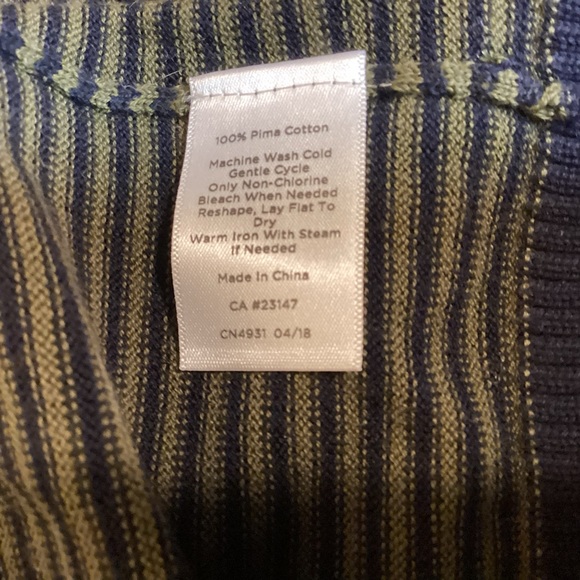 100% Pima Cotton
Machine Wash Cold
Gentle Cycle
Only Non-Chlorine
Bleach When Needed
Reshape, Lay Flat To
Dry
Warm Iron With Steam
If Needed
Made In China
CA #23147
CN4931 04/18